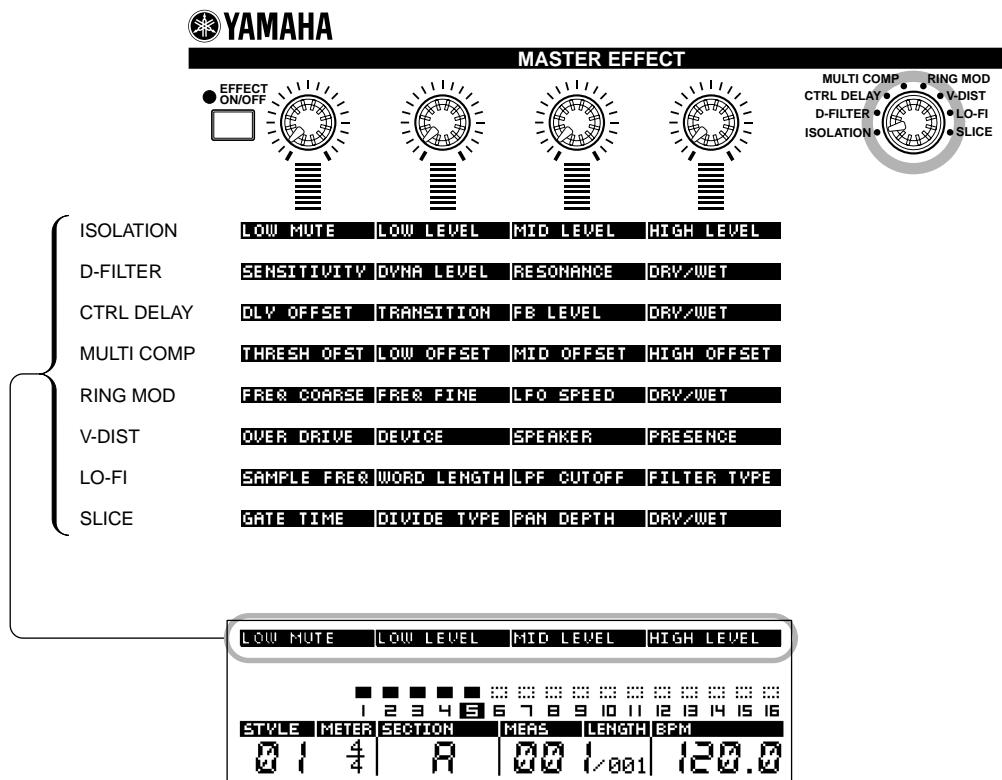 YAMAHA
MASTER EFFECT
EFFECT ON/OFF
MULTI COMP RING MOD
CTRL DELAY V-DIST
D-FILTER LO-FI
ISOLATION SLICE
ISOLATION LOW MUTE LOW LEVEL MID LEVEL HIGH LEVEL
D-FILTER SENSITIVITY DYNA LEVEL RESONANCE DRY/WET
CTRL DELAY DLY OFFSET TRANSITION FB LEVEL DRY/WET
MULTI COMP THRESH OFST LOW OFFSET MID OFFSET HIGH OFFSET
RING MOD FREQ COARSE FREQ FINE LFO SPEED DRY/WET
V-DIST OVER DRIVE DEVICE SPEAKER PRESENCE
LO-FI SAMPLE FREQ WORD LENGTH LPF CUTOFF FILTER TYPE
SLICE GATE TIME DIVIDE TYPE PAN DEPTH DRY/WET
LOW MUTE LOW LEVEL MID LEVEL HIGH LEVEL
1 2 3 4 5 6 7 8 9 10 11 12 13 14 15 16
STYLE METER SECTION MEAS LENGTH BPM
01 4/4 A 001/001 120.0